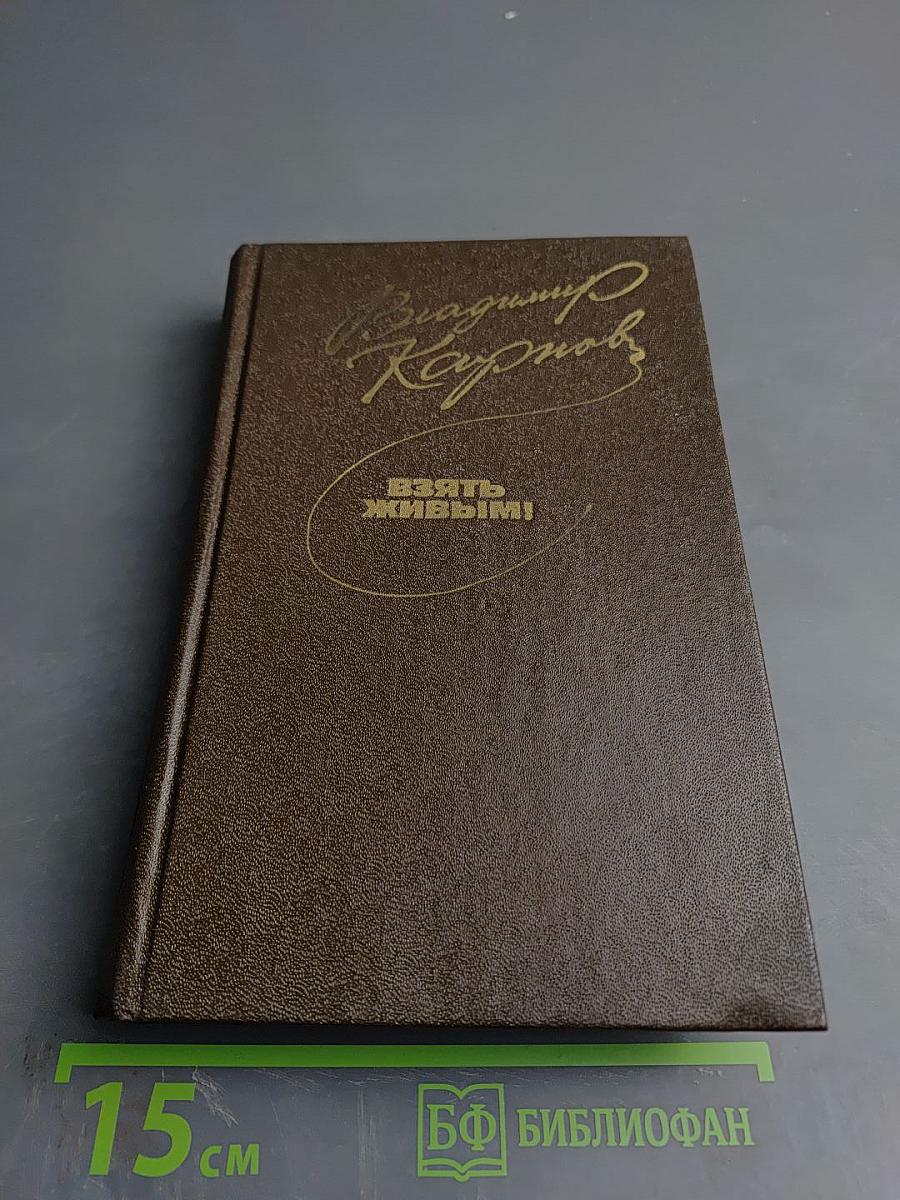 Владимир
Карпов
ВЗЯТЬ
ЖИВЫМ!
15 см
БФ БИБЛИОФАН